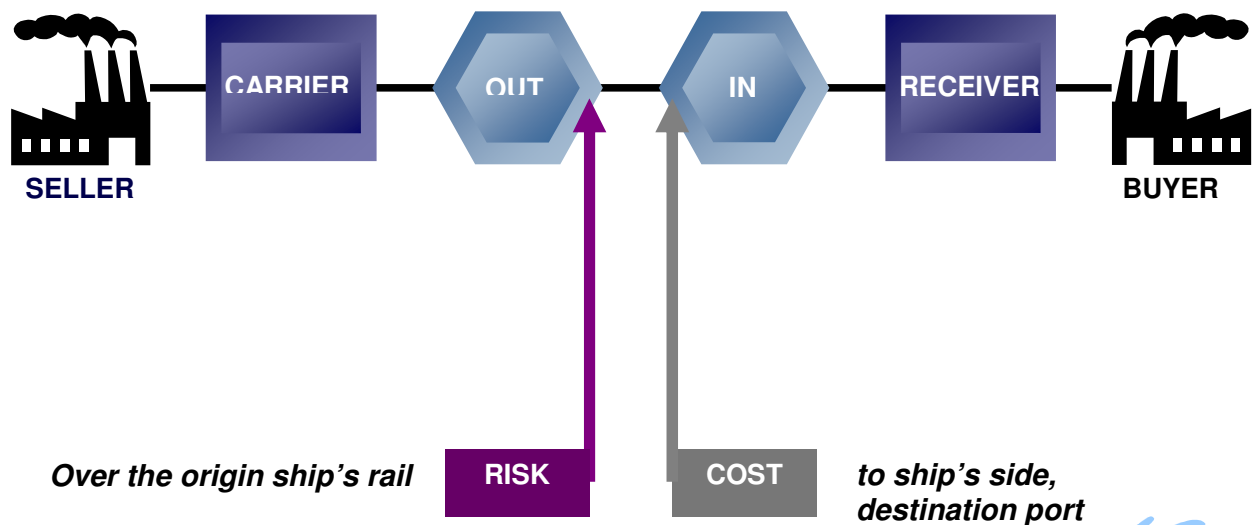 CARRIER
OUT
IN
RECEIVER
SELLER
BUYER
Over the origin ship's rail
RISK
COST
to ship's side,
destination port